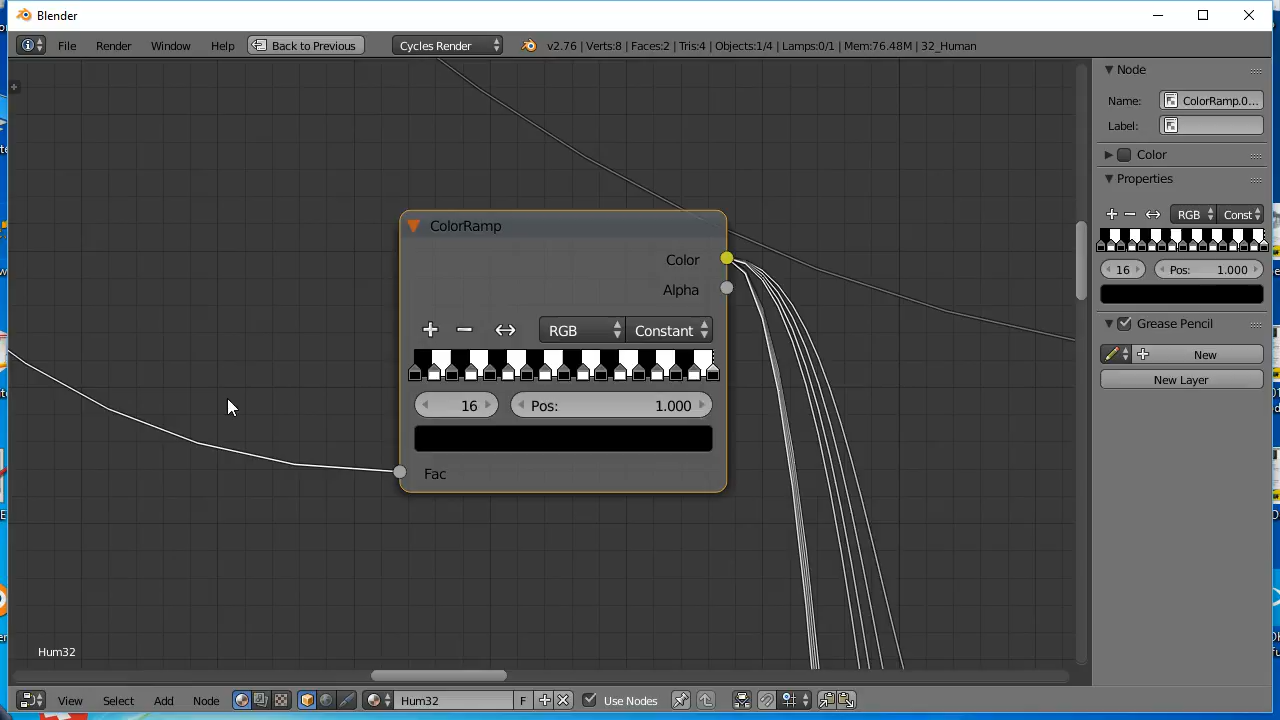 Blender
File Render Window Help Back to Previous Cycles Render v2.76 | Verts:8 | Faces:2 | Tris:4 | Objects:1/4 | Lamps:0/1 | Mem:76.48M | 32_Human
Node
Name: ColorRamp.0...
Label:
Color
Properties
RGB Const
16 Pos: 1.000
Grease Pencil
New
New Layer
ColorRamp
Color
Alpha
RGB Constant
16 Pos: 1.000
Fac
Hum32
View Select Add Node Hum32 F Use Nodes